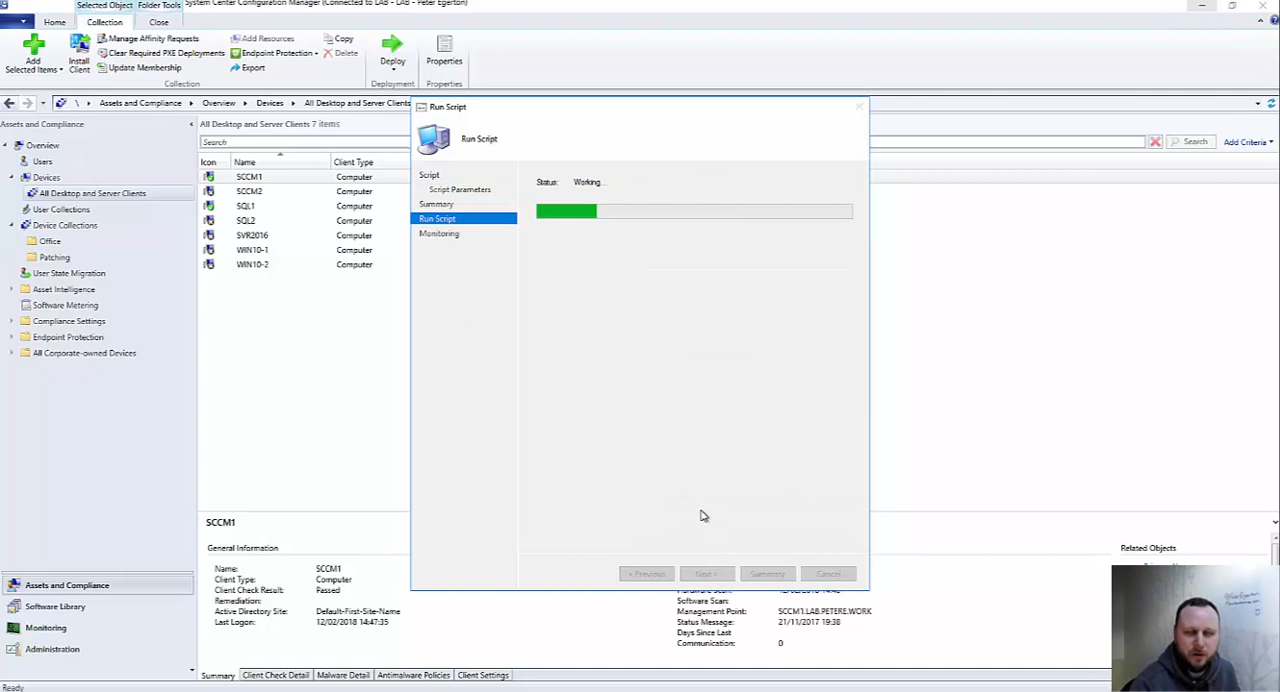 Selected Object Folder Tools System Center Configuration Manager (Connected to LAB - LAB - Peter Egerton)
Home Collection Close
Add Selected Items
Install Client
Manage Affinity Requests
Clear Required PXE Deployments
Update Membership
Add Resources
Endpoint Protection
Export
Copy
Delete
Collection
Deploy
Deployment
Properties
Properties
\ Assets and Compliance Overview Devices All Desktop and Server Clients
Assets and Compliance
Overview
Users
Devices
All Desktop and Server Clients
User Collections
Device Collections
Office
Patching
User State Migration
Asset Intelligence
Software Metering
Compliance Settings
Endpoint Protection
All Corporate-owned Devices
Assets and Compliance
Software Library
Monitoring
Administration
Ready
All Desktop and Server Clients 7 items
Search
Search
Add Criteria
Icon Name Client Type
SCCM1 Computer
SCCM2 Computer
SQL1 Computer
SQL2 Computer
SVR2016 Computer
WIN10-1 Computer
WIN10-2 Computer
Run Script
Run Script
Script
Script Parameters
Summary
Run Script
Monitoring
Status: Working...
< Previous Next > Summary Cancel
SCCM1
General Information
Name: SCCM1
Client Type: Computer
Client Check Result: Passed
Remediation:
Active Directory Site: Default-First-Site-Name
Last Logon: 12/02/2018 14:47:35
Software Scan:
Management Point: SCCM1.LAB.PETERE.WORK
Status Message: 21/11/2017 19:38
Days Since Last Communication: 0
Related Objects
Summary Client Check Detail Malware Detail Antimalware Policies Client Settings